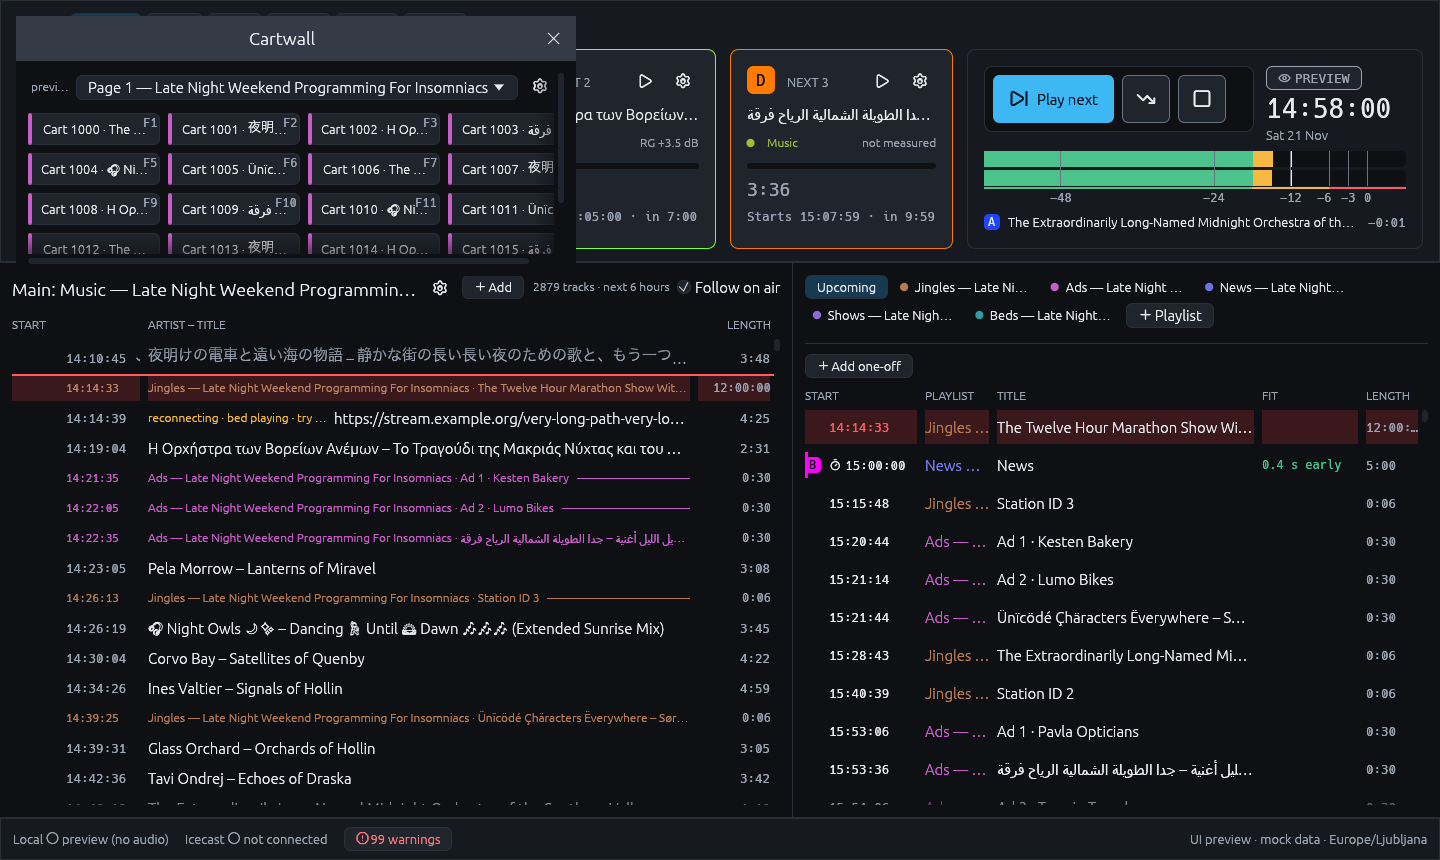 Cartwall
previ...
Page 1 — Late Night Weekend Programming For Insomniacs
Cart 1000 · The ... F1
Cart 1001 · 夜明... F2
Cart 1002 · H Op... F3
Cart 1003 · فرقة
Cart 1004 · 🎧 Ni... F5
Cart 1005 · Ünïc... F6
Cart 1006 · The ... F7
Cart 1007 · 夜明
Cart 1008 · H Op... F9
Cart 1009 · فرقة... F10
Cart 1010 · 🎧 Ni... F11
Cart 1011 · Ünïc
Cart 1012 · The ...
Cart 1013 · 夜明...
Cart 1014 · H Op...
Cart 1015 · فرقة
T 2
ρα των Βορείων...
RG +3.5 dB
:05:00 · in 7:00
D NEXT 3
جدا الطويلة الشمالية الرياح فرقة...
Music not measured
3:36
Starts 15:07:59 · in 9:59
Play next
PREVIEW
14:58:00
Sat 21 Nov
−48 −24 −12 −6 −3 0
A The Extraordinarily Long-Named Midnight Orchestra of th... −0:01
Main: Music — Late Night Weekend Programmin...
+ Add
2879 tracks · next 6 hours
Follow on air
START ARTIST – TITLE LENGTH
14:10:45 夜明けの電車と遠い海の物語 – 静かな街の長い長い夜のための歌と、もう一つ... 3:48
14:14:33 Jingles — Late Night Weekend Programming For Insomniacs · The Twelve Hour Marathon Show Wit... 12:00:00
14:14:39 reconnecting · bed playing · try ... https://stream.example.org/very-long-path-very-lo... 4:25
14:19:04 Η Ορχήστρα των Βορείων Ανέμων – Το Τραγούδι της Μακριάς Νύχτας και του ... 2:31
14:21:35 Ads — Late Night Weekend Programming For Insomniacs · Ad 1 · Kesten Bakery 0:30
14:22:05 Ads — Late Night Weekend Programming For Insomniacs · Ad 2 · Lumo Bikes 0:30
14:22:35 Ads — Late Night Weekend Programming For Insomniacs · يل الليل أغنية – جدا الطويلة الشمالية الرياح فرقة... 0:30
14:23:05 Pela Morrow – Lanterns of Miravel 3:08
14:26:13 Jingles — Late Night Weekend Programming For Insomniacs · Station ID 3 0:06
14:26:19 🎧 Night Owls 🌙✨ – Dancing 💃 Until 🌅 Dawn 🎶🎶🎶 (Extended Sunrise Mix) 3:45
14:30:04 Corvo Bay – Satellites of Quenby 4:22
14:34:26 Ines Valtier – Signals of Hollin 4:59
14:39:25 Jingles — Late Night Weekend Programming For Insomniacs · Ünïcödé Çhäracters Ëverywhere – Sør... 0:06
14:39:31 Glass Orchard – Orchards of Hollin 3:05
14:42:36 Tavi Ondrej – Echoes of Draska 3:42
Upcoming
Jingles — Late Ni...
Ads — Late Night ...
News — Late Night...
Shows — Late Nigh...
Beds — Late Night...
+ Playlist
+ Add one-off
START PLAYLIST TITLE FIT LENGTH
14:14:33 Jingles ... The Twelve Hour Marathon Show Wi... 12:00:...
B 15:00:00 News ... News 0.4 s early 5:00
15:15:48 Jingles ... Station ID 3 0:06
15:20:44 Ads — ... Ad 1 · Kesten Bakery 0:30
15:21:14 Ads — ... Ad 2 · Lumo Bikes 0:30
15:21:44 Ads — ... Ünïcödé Çhäracters Ëverywhere – S... 0:30
15:28:43 Jingles ... The Extraordinarily Long-Named Mi... 0:06
15:40:39 Jingles ... Station ID 2 0:06
15:53:06 Ads — ... Ad 1 · Pavla Opticians 0:30
15:53:36 Ads — ... ليل أغنية – جدا الطويلة الشمالية الرياح فرقة... 0:30
Local preview (no audio)
Icecast not connected
99 warnings
UI preview · mock data · Europe/Ljubljana